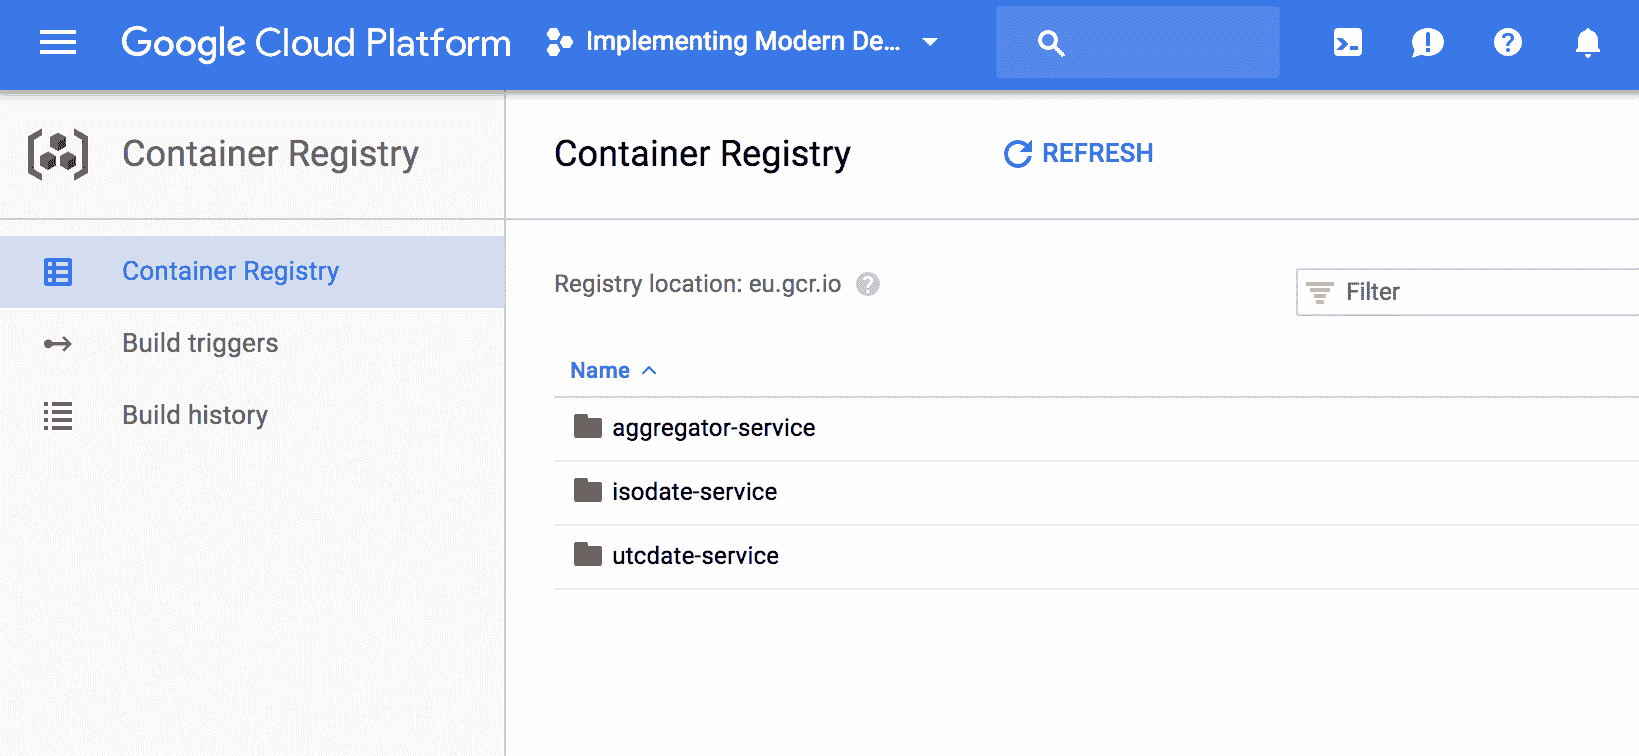 Google Cloud Platform
Implementing Modern De...
Container Registry
Container Registry
REFRESH
Container Registry
Build triggers
Build history
Registry location: eu.gcr.io
Filter
Name
aggregator-service
isodate-service
utcdate-service